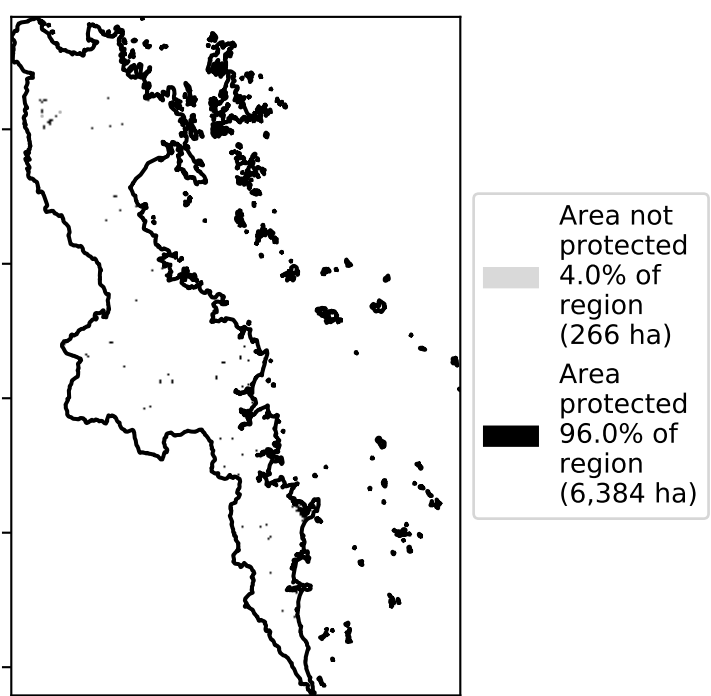 Area not
protected
4.0% of
region
(266 ha)
Area
protected
96.0% of
region
(6,384 ha)